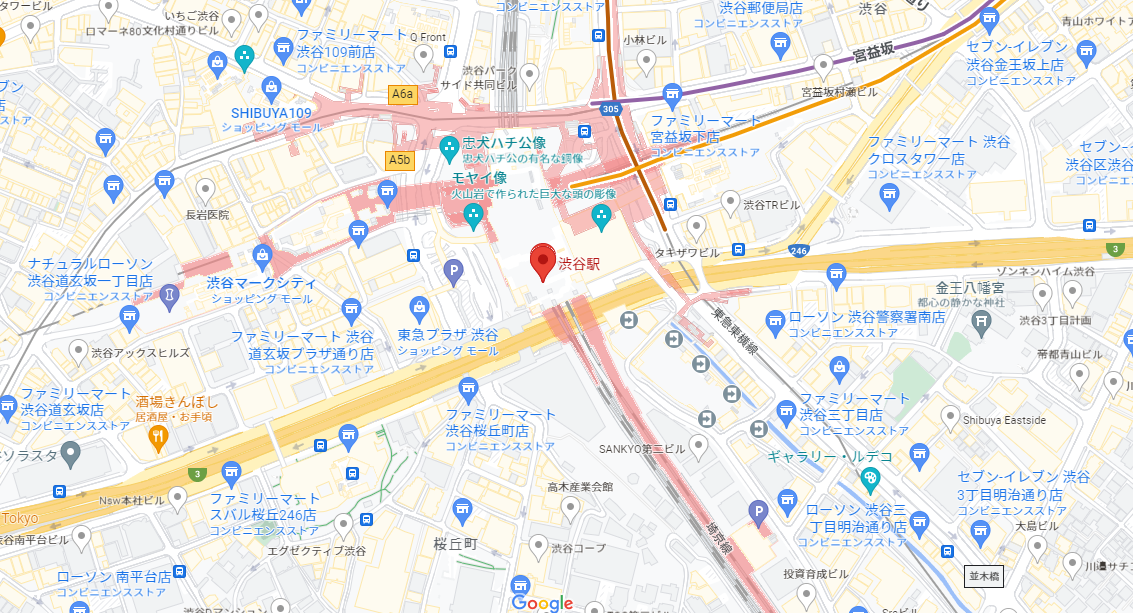 タワービル
いちご渋谷
ロマーネ80文化村通りビル
ファミリーマート
渋谷109前店
コンビニエンスストア
Q Front
渋谷パーク
サイド共同ビル
コンビニエンスストア
小林ビル
渋谷郵便局店
コンビニエンスストア
渋谷
宮益坂
セブン-イレブン
渋谷金王坂上店
コンビニエンスストア
青山ホワイト
SHIBUYA109
ショッピング モール
A6a
305
宮益坂村瀬ビル
ファミリーマート
宮益坂下店
コンビニエンスストア
忠犬ハチ公像
忠犬ハチ公の有名な銅像
A5b
モヤイ像
火山岩で作られた巨大な頭の彫像
ファミリーマート 渋谷
クロスタワー店
コンビニエンスストア
セブン-
渋谷区渋谷
コンビニエン
長岩医院
渋谷TRビル
タキザワビル
246
3
渋谷駅
ナチュラルローソン
渋谷道玄坂一丁目店
コンビニエンスストア
渋谷マークシティ
ショッピング モール
P
ゾンネンハイム渋谷
金王八幡宮
都心の静かな神社
渋谷3丁目計画
東急東横線
ローソン 渋谷警察署南店
コンビニエンスストア
ファミリーマート 渋谷
道玄坂プラザ通り店
コンビニエンスストア
東急プラザ 渋谷
ショッピング モール
渋谷アックスヒルズ
帝都青山ビル
ファミリーマート
渋谷道玄坂店
コンビニエンスストア
酒場きんぼし
居酒屋・お手頃
ファミリーマート
渋谷桜丘町店
コンビニエンスストア
ファミリーマート
渋谷三丁目店
コンビニエンスストア
Shibuya Eastside
SANKYO第二ビル
ギャラリー・ルデコ
ソラスタ
3
Nsw本社ビル
高木産業会館
セブン-イレブン 渋谷
3丁目明治通り店
コンビニエンスストア
Tokyo
渋谷南平台ビル
ファミリーマート
スバル桜丘246店
コンビニエンスストア
P
ローソン 渋谷三
丁目明治通り店
コンビニエンスストア
大島ビル
エグゼクティブ渋谷
桜丘町
渋谷コープ
埼京線
ローソン 南平台店
コンビニエンスストア
投資育成ビル
並木橋
渋谷Dマンション
Google